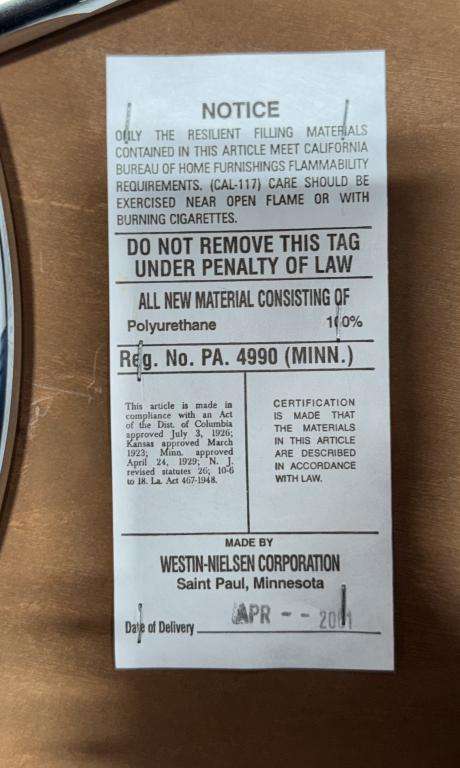 NOTICE
ONLY THE RESILIENT FILLING MATERIALS
CONTAINED IN THIS ARTICLE MEET CALIFORNIA
BUREAU OF HOME FURNISHINGS FLAMMABILITY
REQUIREMENTS. (CAL-117) CARE SHOULD BE
EXERCISED NEAR OPEN FLAME OR WITH
BURNING CIGARETTES.
DO NOT REMOVE THIS TAG
UNDER PENALTY OF LAW
ALL NEW MATERIAL CONSISTING OF
Polyurethane 100%
Reg. No. PA. 4990 (MINN.)
This article is made in
compliance with an Act
of the Dist. of Columbia
approved July 3, 1926;
Kansas approved March
1923; Minn. approved
April 24, 1929; N. J.
revised statutes 26; 10-6
to 18. La. Act 467-1948.
CERTIFICATION
IS MADE THAT
THE MATERIALS
IN THIS ARTICLE
ARE DESCRIBED
IN ACCORDANCE
WITH LAW.
MADE BY
WESTIN-NIELSEN CORPORATION
Saint Paul, Minnesota
Date of Delivery APR -- 2001